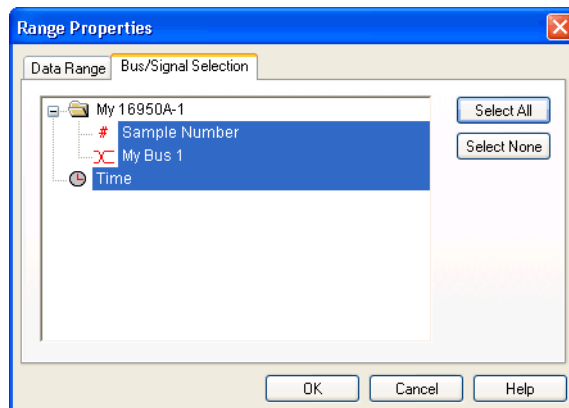 Range Properties
Data Range Bus/Signal Selection
My 16950A-1
# Sample Number
My Bus 1
Time
Select All
Select None
OK Cancel Help